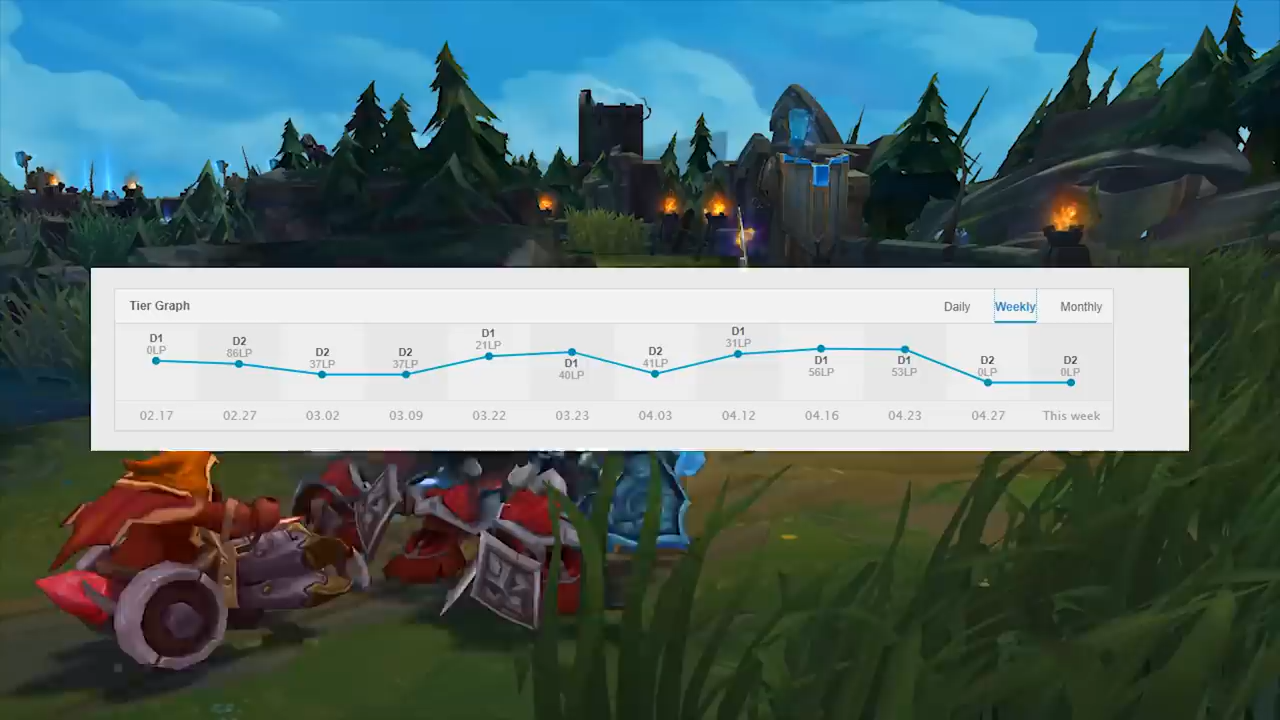 Tier Graph
Daily Weekly Monthly
D1
0LP
D2
86LP
D2
37LP
D2
37LP
D1
21LP
D1
40LP
D2
41LP
D1
31LP
D1
56LP
D1
53LP
D2
0LP
D2
0LP
02.17 02.27 03.02 03.09 03.22 03.23 04.03 04.12 04.16 04.23 04.27 This week